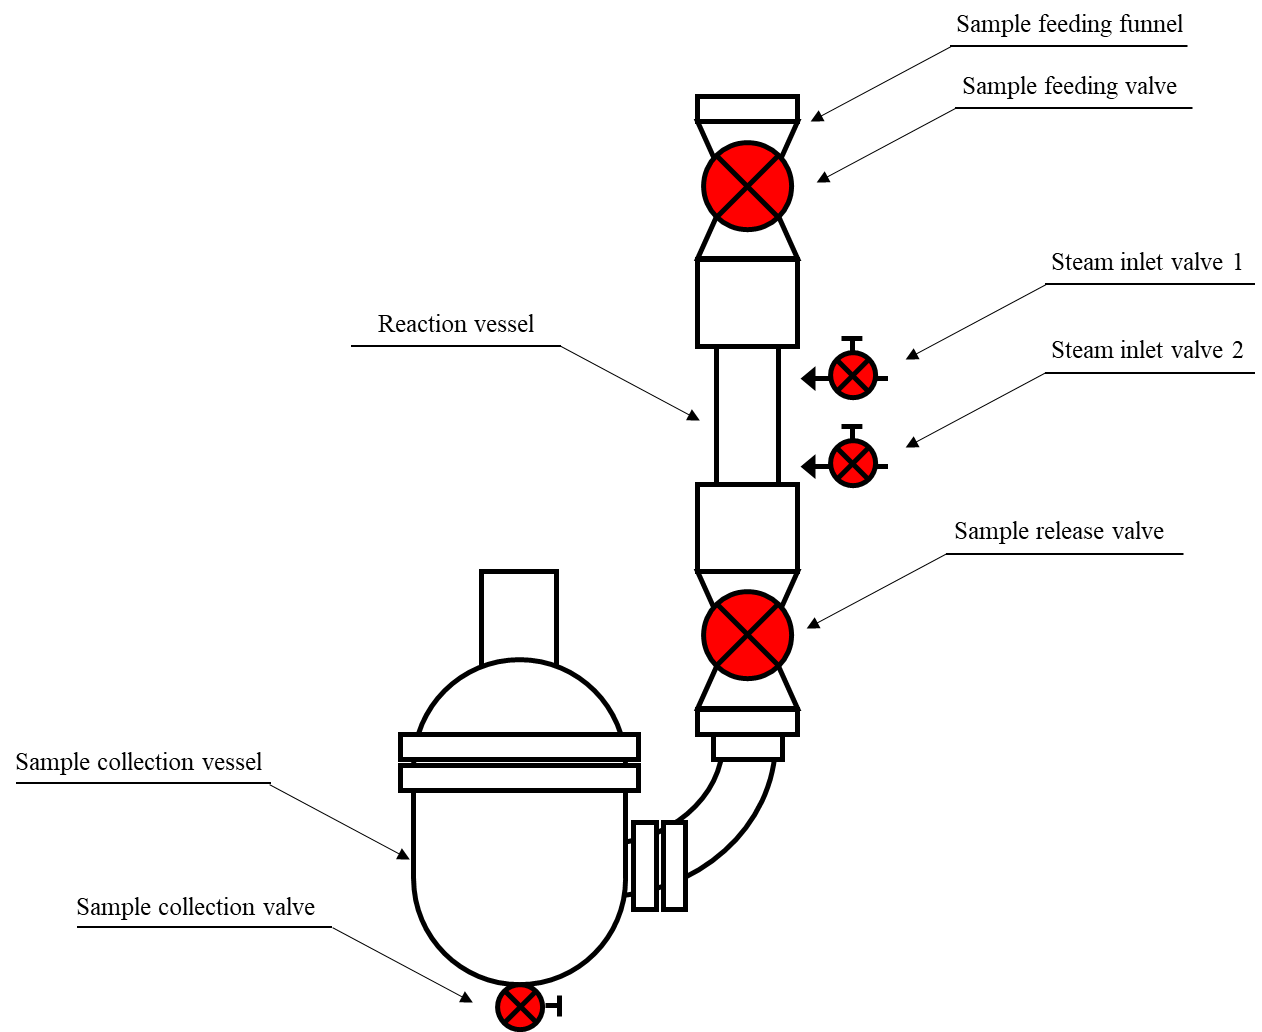 Sample feeding funnel
Sample feeding valve
Steam inlet valve 1
Reaction vessel
Steam inlet valve 2
Sample release valve
Sample collection vessel
Sample collection valve